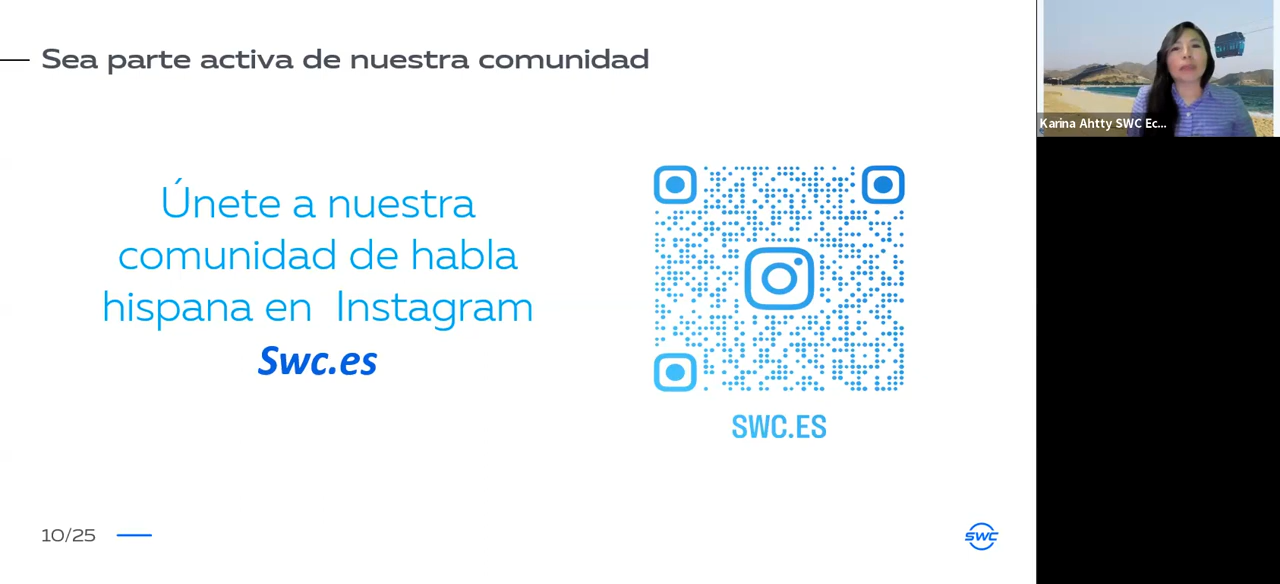 Sea parte activa de nuestra comunidad
Únete a nuestra
comunidad de habla
hispana en Instagram
Swc.es
SWC.ES
10/25
SWC
Karina Ahtty SWC Ec...